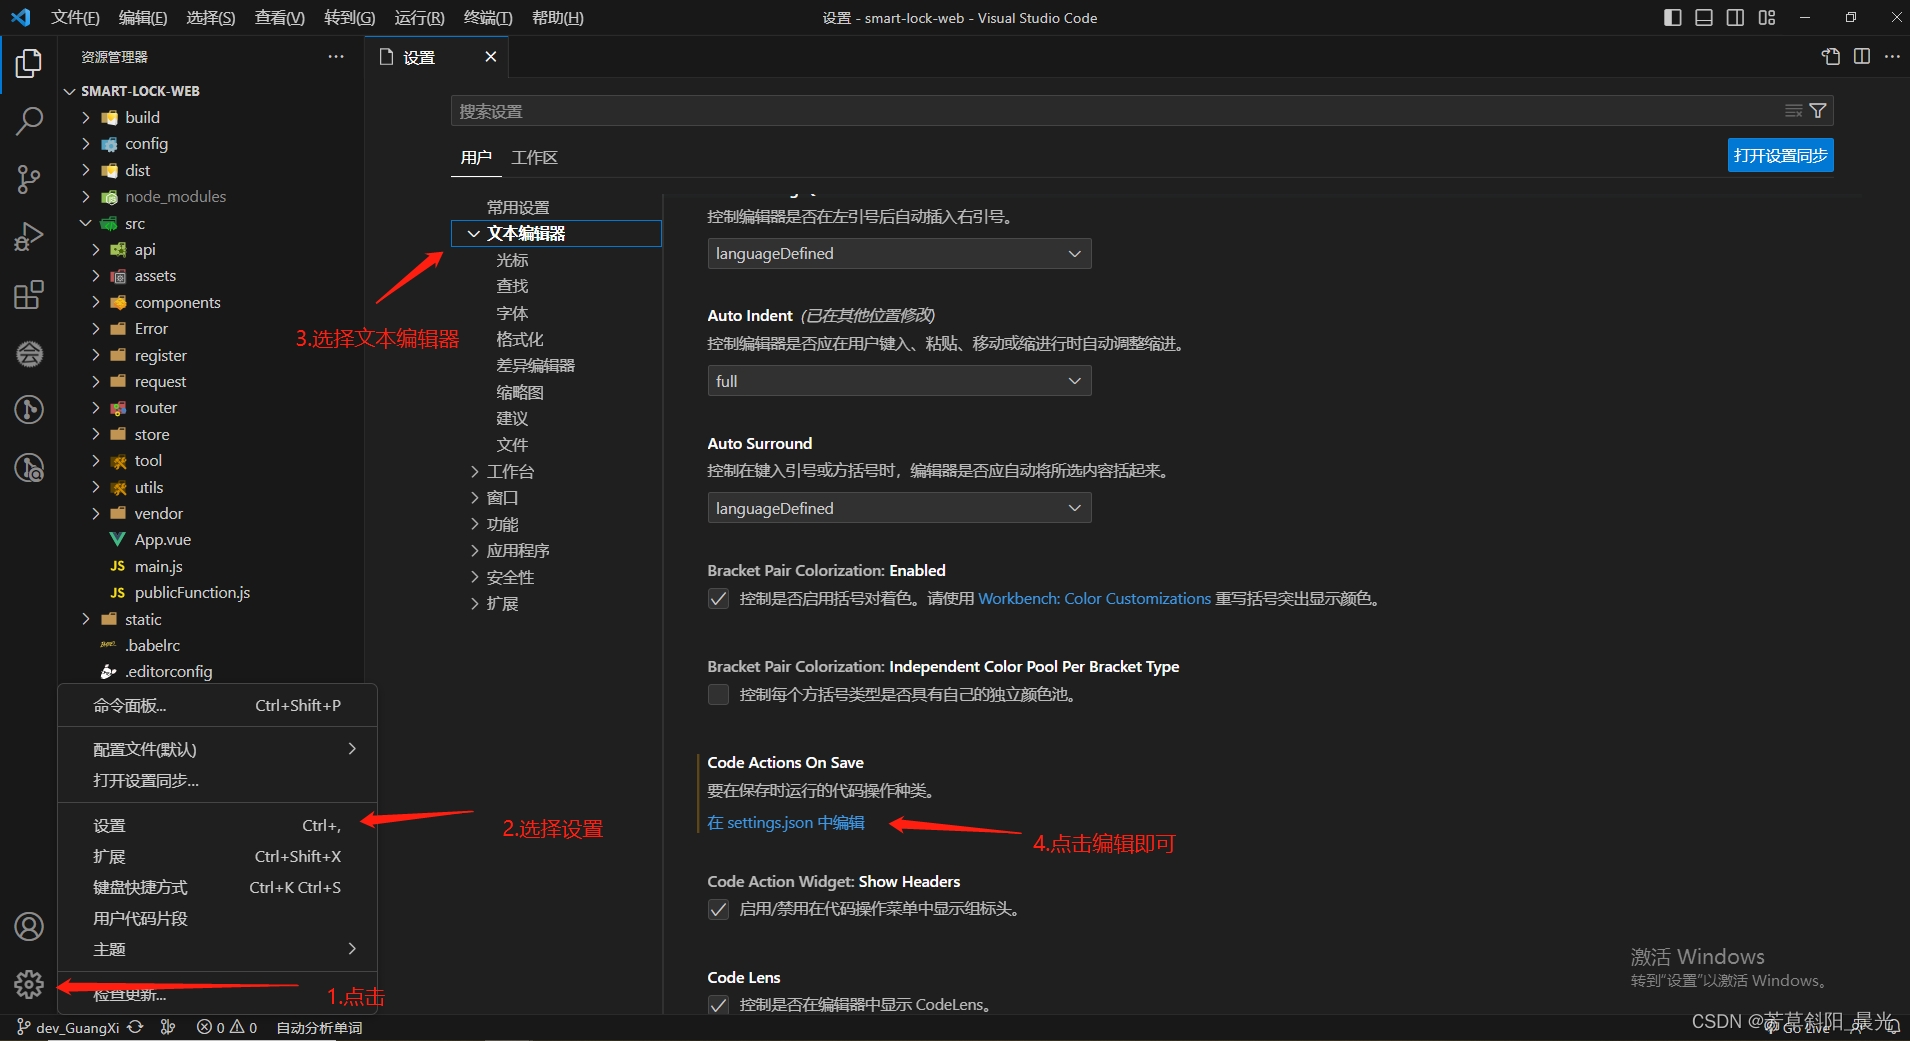 文件(F) 编辑(E) 选择(S) 查看(V) 转到(G) 运行(R) 终端(T) 帮助(H)
设置 - smart-lock-web - Visual Studio Code
资源管理器
SMART-LOCK-WEB
build
config
dist
node_modules
src
api
assets
components
Error
register
request
router
store
tool
utils
vendor
App.vue
JS main.js
JS publicFunction.js
static
.babelrc
.editorconfig
命令面板... Ctrl+Shift+P
配置文件(默认)
打开设置同步...
设置 Ctrl+,
扩展 Ctrl+Shift+X
键盘快捷方式 Ctrl+K Ctrl+S
用户代码片段
主题
检查更新...
1.点击
2.选择设置
3.选择文本编辑器
设置
搜索设置
用户 工作区
打开设置同步
常用设置
文本编辑器
光标
查找
字体
格式化
差异编辑器
缩略图
建议
文件
工作台
窗口
功能
应用程序
安全性
扩展
控制编辑器是否在左引号后自动插入右引号。
languageDefined
Auto Indent (已在其他位置修改)
控制编辑器是否应在用户键入、粘贴、移动或缩进行时自动调整缩进。
full
Auto Surround
控制在键入引号或方括号时，编辑器是否应自动将所选内容括起来。
languageDefined
Bracket Pair Colorization: Enabled
控制是否启用括号对着色。请使用 Workbench: Color Customizations 重写括号突出显示颜色。
Bracket Pair Colorization: Independent Color Pool Per Bracket Type
控制每个方括号类型是否具有自己的独立颜色池。
Code Actions On Save
要在保存时运行的代码操作种类。
在 settings.json 中编辑
4.点击编辑即可
Code Action Widget: Show Headers
启用/禁用在代码操作菜单中显示组标头。
Code Lens
控制是否在编辑器中显示 CodeLens。
激活 Windows
转到“设置”以激活 Windows。
dev_GuangXi 0 0 自动分析单词
Go Live
CSDN @苦草斜阳_晨光